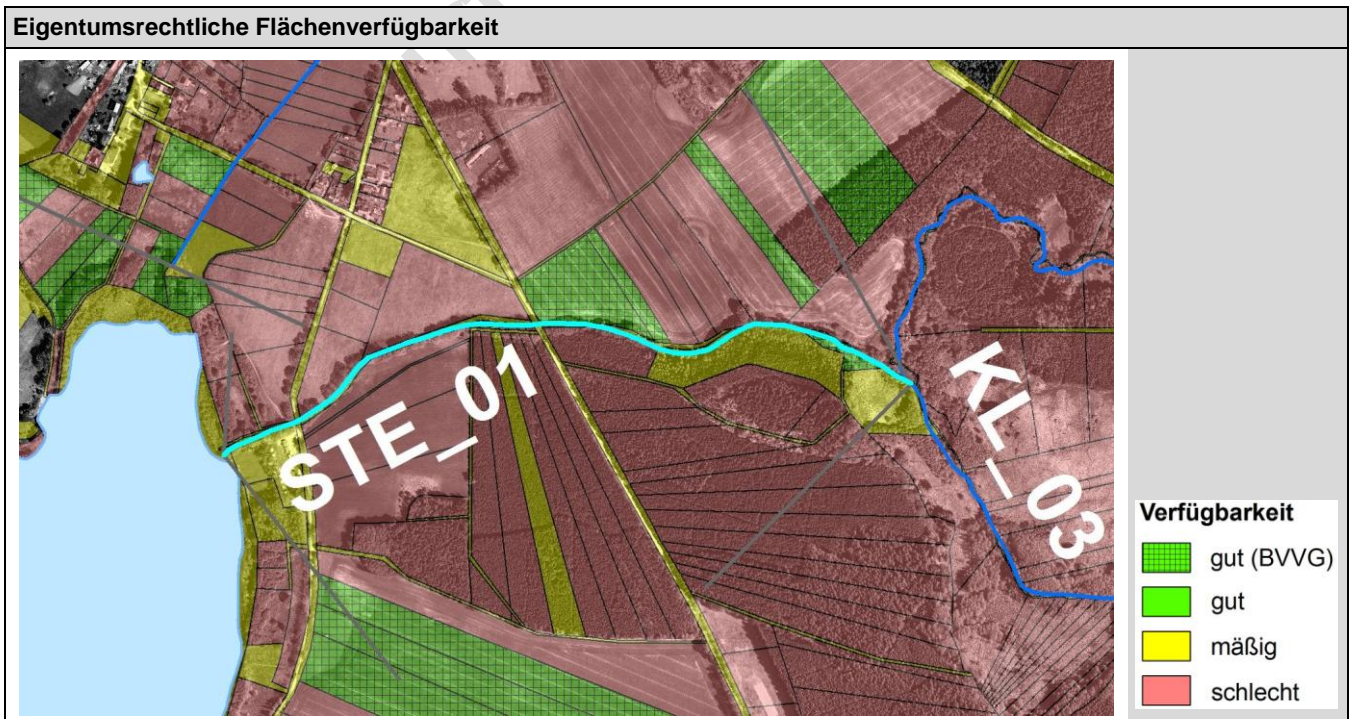 Eigentumsrechtliche Flächenverfügbarkeit
STE_01
KL_03
Verfügbarkeit
gut (BVVG)
gut
mäßig
schlecht